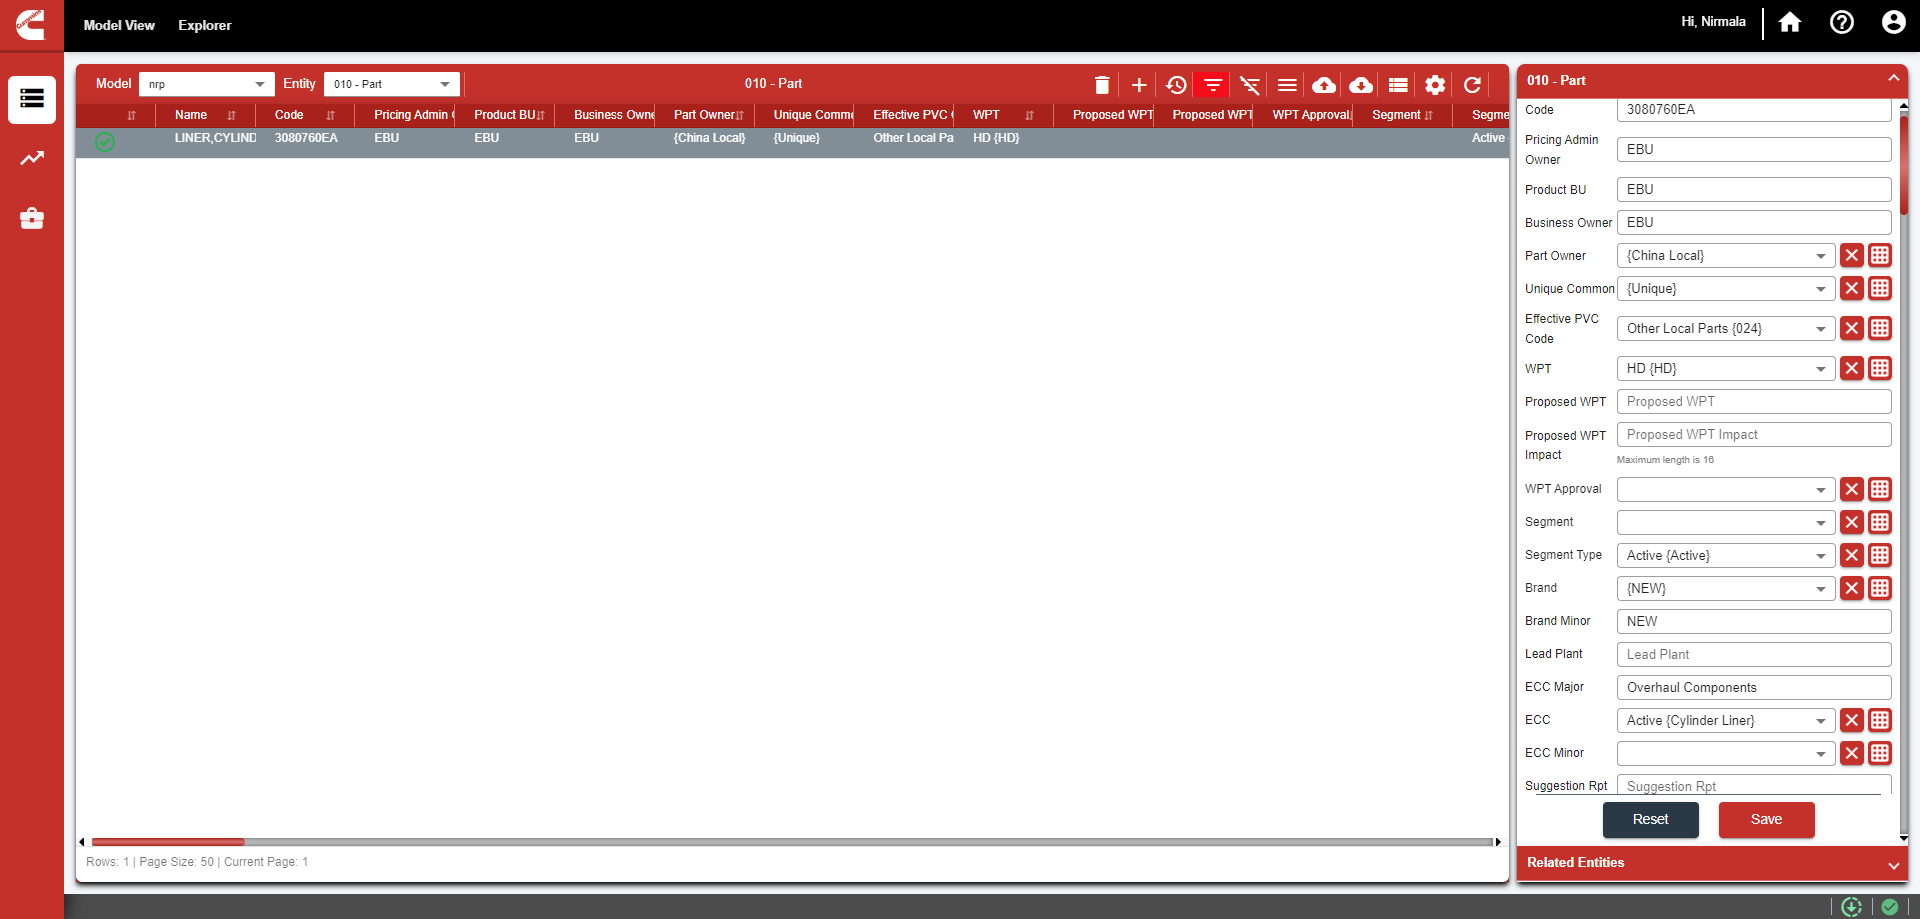 Cummins
Model View Explorer
Hi, Nirmala
Model nrp Entity 010 - Part 010 - Part
Name Code Pricing Admin Product BU Business Owne Part Owner Unique Comm Effective PVC WPT Proposed WPT Proposed WPT WPT Approval Segment Segme
LINER,CYLIND 3080760EA EBU EBU EBU {China Local} {Unique} Other Local Pa HD {HD} Active
Rows: 1 | Page Size: 50 | Current Page: 1
010 - Part
Code 3080760EA
Pricing Admin
Owner
EBU
Product BU EBU
Business Owner EBU
Part Owner {China Local}
Unique Common {Unique}
Effective PVC
Code
Other Local Parts {024}
WPT HD {HD}
Proposed WPT Proposed WPT
Proposed WPT
Impact
Proposed WPT Impact
Maximum length is 16
WPT Approval
Segment
Segment Type Active {Active}
Brand {NEW}
Brand Minor NEW
Lead Plant Lead Plant
ECC Major Overhaul Components
ECC Active {Cylinder Liner}
ECC Minor
Suggestion Rpt Suggestion Rpt
Reset Save
Related Entities